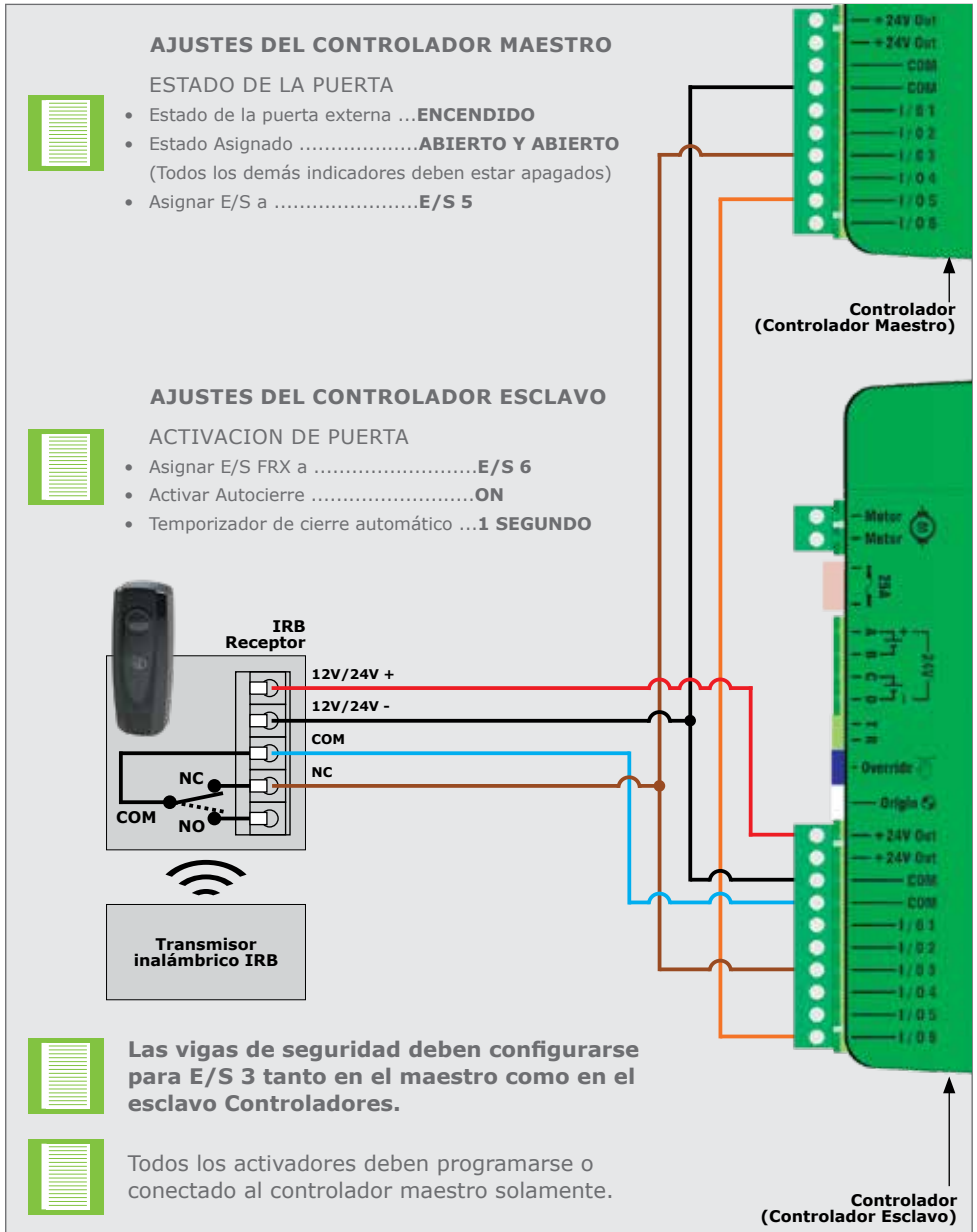 AJUSTES DEL CONTROLADOR MAESTRO
ESTADO DE LA PUERTA
• Estado de la puerta externa ...ENCENDIDO
• Estado Asignado ...................ABIERTO Y ABIERTO
(Todos los demás indicadores deben estar apagados)
• Asignar E/S a .......................E/S 5
+24V Out
+24V Out
COM
COM
I/O 1
I/O 2
I/O 3
I/O 4
I/O 5
I/O 6
Controlador
(Controlador Maestro)
AJUSTES DEL CONTROLADOR ESCLAVO
ACTIVACION DE PUERTA
• Asignar E/S FRX a ..........................E/S 6
• Activar Autocierre ..........................ON
• Temporizador de cierre automático ...1 SEGUNDO
Motor
Motor
M
25A
A
B
C
D
24V
+
-
Override
Origin
+24V Out
+24V Out
COM
COM
I/O 1
I/O 2
I/O 3
I/O 4
I/O 5
I/O 6
IRB
Receptor
12V/24V +
12V/24V -
COM
NC
NC
COM
NO
Transmisor
inalámbrico IRB
Las vigas de seguridad deben configurarse
para E/S 3 tanto en el maestro como en el
esclavo Controladores.
Todos los activadores deben programarse o
conectado al controlador maestro solamente.
Controlador
(Controlador Esclavo)